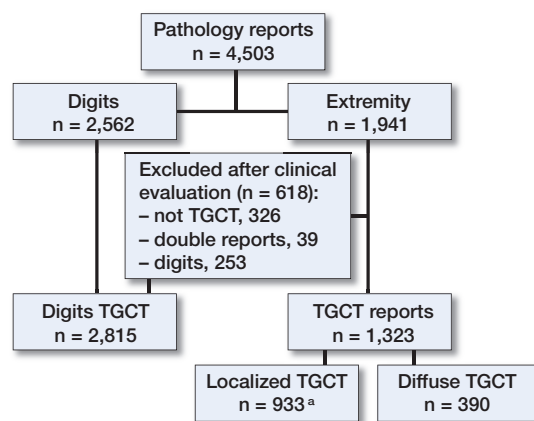 Pathology reports
n = 4,503
Digits
n = 2,562
Extremity
n = 1,941
Excluded after clinical
evaluation (n = 618):
– not TGCT, 326
– double reports, 39
– digits, 253
Digits TGCT
n = 2,815
TGCT reports
n = 1,323
Localized TGCT
n = 933 a
Diffuse TGCT
n = 390